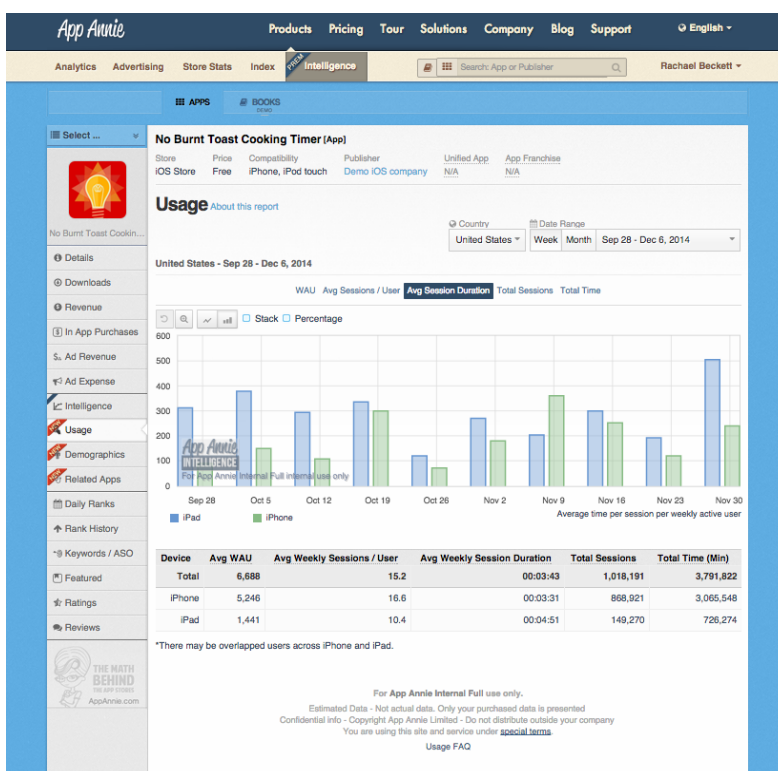 App Annie Products Pricing Tour Solutions Company Blog Support English
Analytics Advertising Store Stats Index PREM Intelligence Search: App or Publisher Rachael Beckett
APPS BOOKS
DEMO
Select ...
No Burnt Toast Cookin...
Details
Downloads
Revenue
In App Purchases
Ad Revenue
Ad Expense
Intelligence
NEW Usage
NEW Demographics
NEW Related Apps
Daily Ranks
Rank History
Keywords / ASO
Featured
Ratings
Reviews
THE MATH
BEHIND
THE APP STORES
AppAnnie.com
No Burnt Toast Cooking Timer [App]
Store Price Compatibility Publisher Unified App App Franchise
iOS Store Free iPhone, iPod touch Demo iOS company N/A N/A
Usage About this report
Country Date Range
United States Week Month Sep 28 - Dec 6, 2014
United States - Sep 28 - Dec 6, 2014
WAU Avg Sessions / User Avg Session Duration Total Sessions Total Time
Stack Percentage
600
500
400
300
200
100
0
App Annie
INTELLIGENCE
For App Annie Internal Full internal use only
Sep 28 Oct 5 Oct 12 Oct 19 Oct 26 Nov 2 Nov 9 Nov 16 Nov 23 Nov 30
iPad iPhone Average time per session per weekly active user
Device Avg WAU Avg Weekly Sessions / User Avg Weekly Session Duration Total Sessions Total Time (Min)
Total 6,688 15.2 00:03:43 1,018,191 3,791,822
iPhone 5,246 16.6 00:03:31 868,921 3,065,548
iPad 1,441 10.4 00:04:51 149,270 726,274
*There may be overlapped users across iPhone and iPad.
For App Annie Internal Full use only.
Estimated Data - Not actual data. Only your purchased data is presented
Confidential info - Copyright App Annie Limited - Do not distribute outside your company
You are using this site and service under special terms.
Usage FAQ